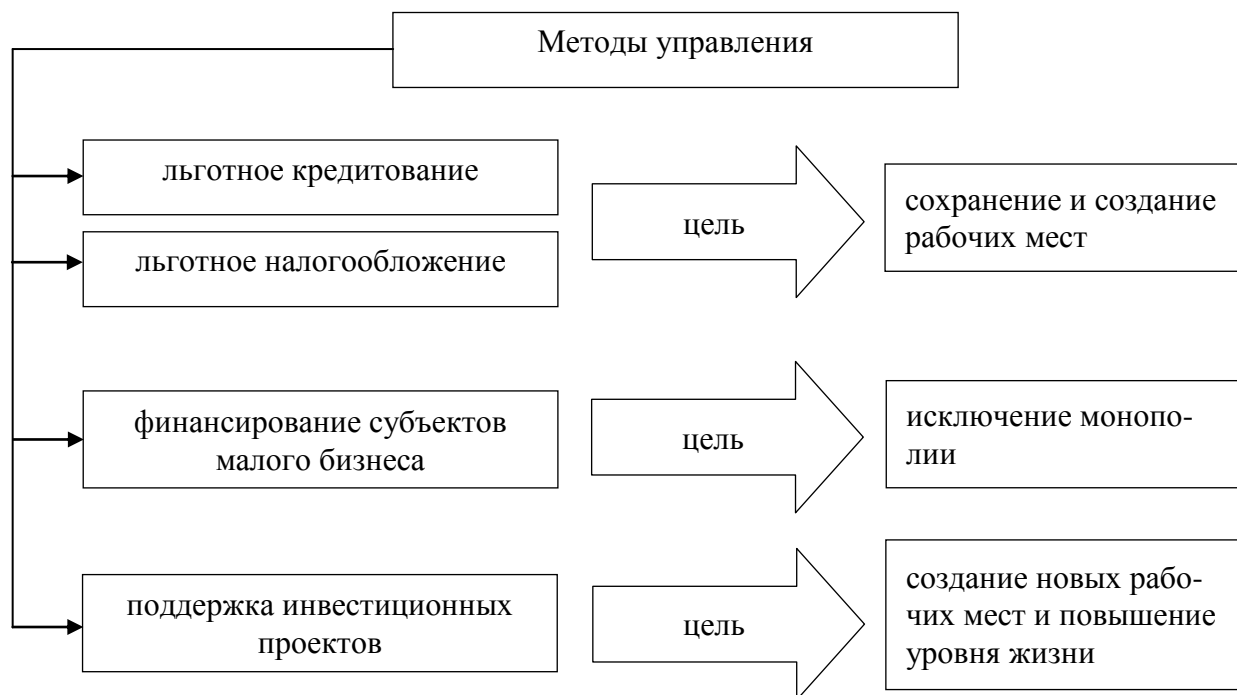 Методы управления
льготное кредитование
льготное налогообложение
цель
сохранение и создание
рабочих мест
финансирование субъектов
малого бизнеса
цель
исключение монопо-
лии
поддержка инвестиционных
проектов
цель
создание новых рабо-
чих мест и повышение
уровня жизни